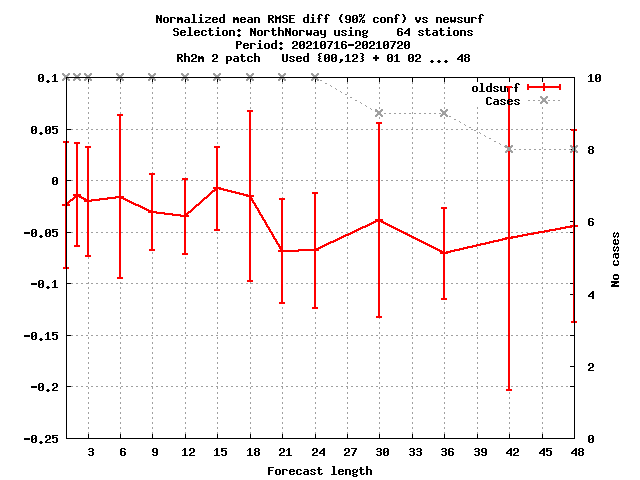 Normalized mean RMSE diff (90% conf) vs newsurf
Selection: NorthNorway using    64 stations
Period: 20210716-20210720
Rh2m 2 patch   Used {00,12} + 01 02 ... 48
oldsurf
Cases
0.1
0.05
0
-0.05
-0.1
-0.15
-0.2
-0.25
10
8
6
4
2
0
No cases
3 6 9 12 15 18 21 24 27 30 33 36 39 42 45 48
Forecast length